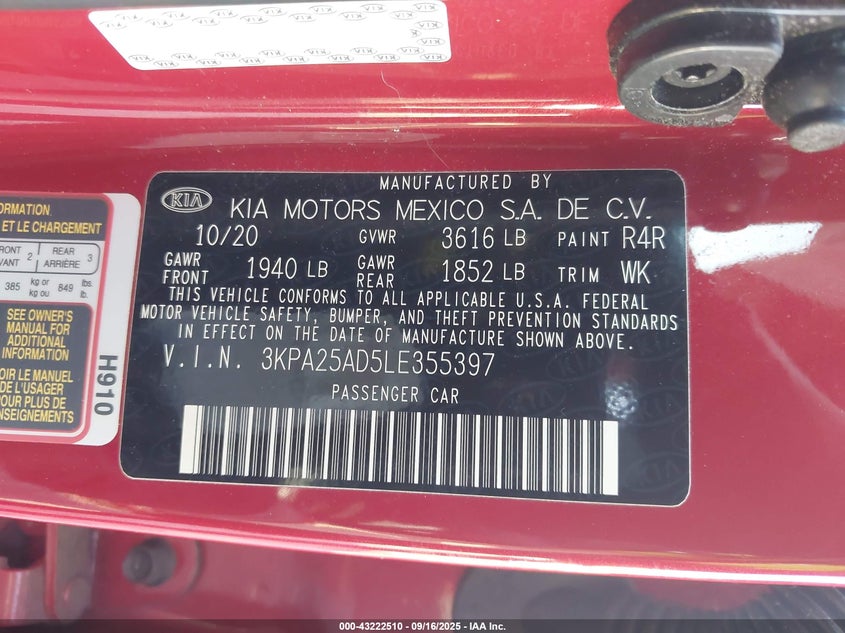 KIA
MANUFACTURED BY
KIA MOTORS MEXICO S.A. DE C.V.
10/20 GVWR 3616 LB PAINT R4R
GAWR FRONT 1940 LB GAWR REAR 1852 LB TRIM WK
THIS VEHICLE CONFORMS TO ALL APPLICABLE U.S.A. FEDERAL
MOTOR VEHICLE SAFETY, BUMPER, AND THEFT PREVENTION STANDARDS
IN EFFECT ON THE DATE OF MANUFACTURE SHOWN ABOVE.
V.I.N. 3KPA25AD5LE355397
PASSENGER CAR
ET LE CHARGEMENT
2 REAR ARRIÈRE 3
385 kg or kg ou 849 lbs. lb.
SEE OWNER'S
MANUAL FOR
ADDITIONAL
INFORMATION
LE MANUEL
DE L'USAGER
POUR PLUS DE
H910
000-43222510 - 09/16/2025 - IAA Inc.